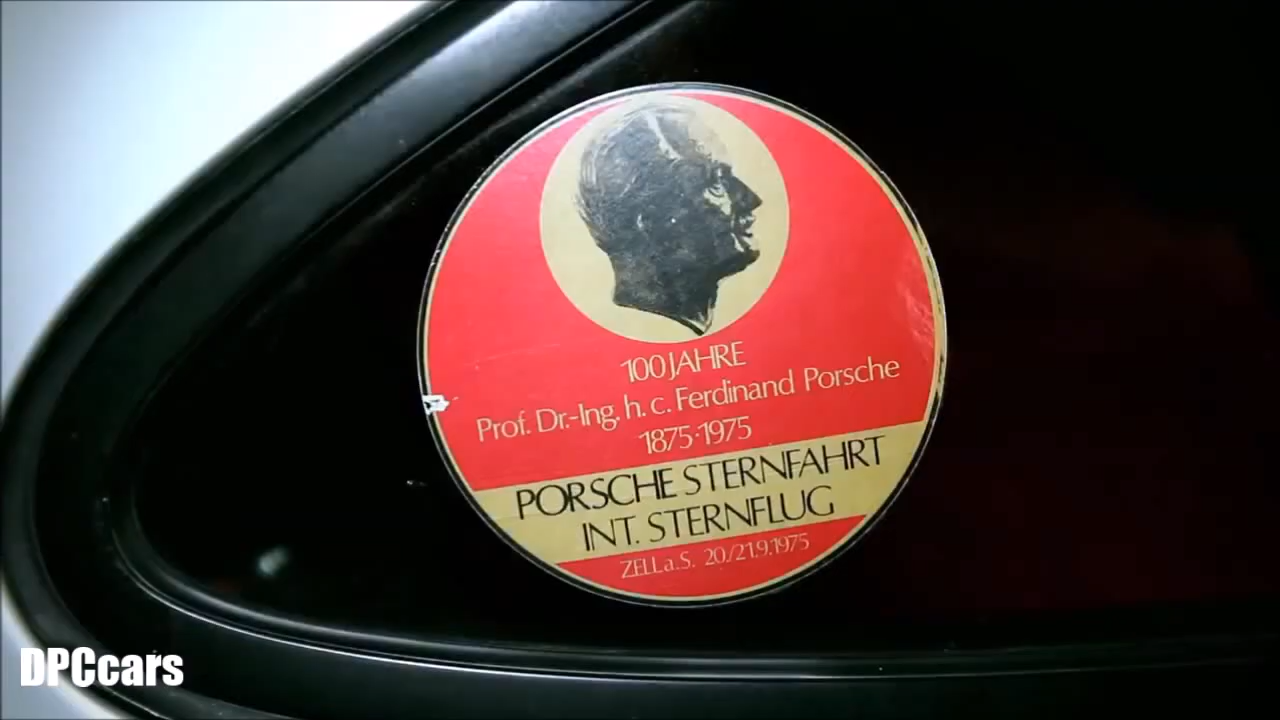 100 JAHRE
Prof. Dr.-Ing. h. c. Ferdinand Porsche
1875·1975
PORSCHE STERNFAHRT
INT. STERNFLUG
ZELL a. S. 20./21.9.1975
DPCcars